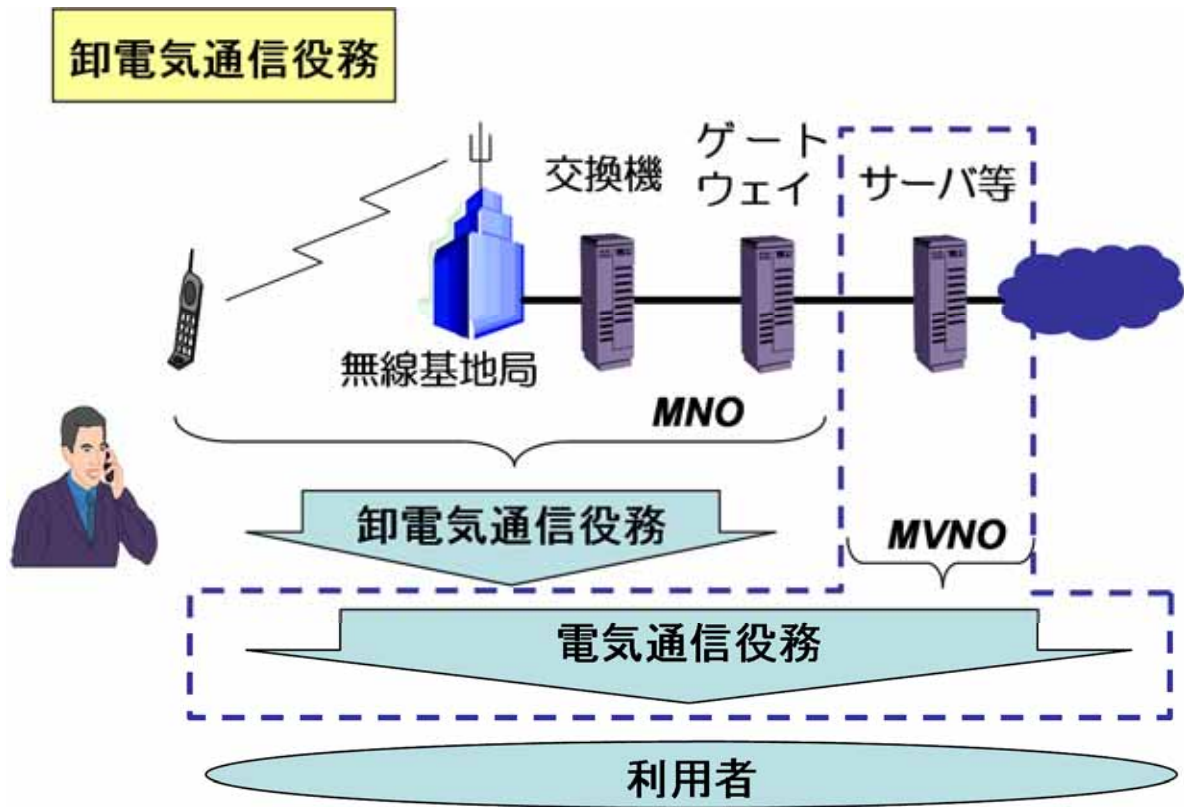 卸電気通信役務
交換機
ゲート
ウェイ
サーバ等
無線基地局
MNO
卸電気通信役務
MVNO
電気通信役務
利用者